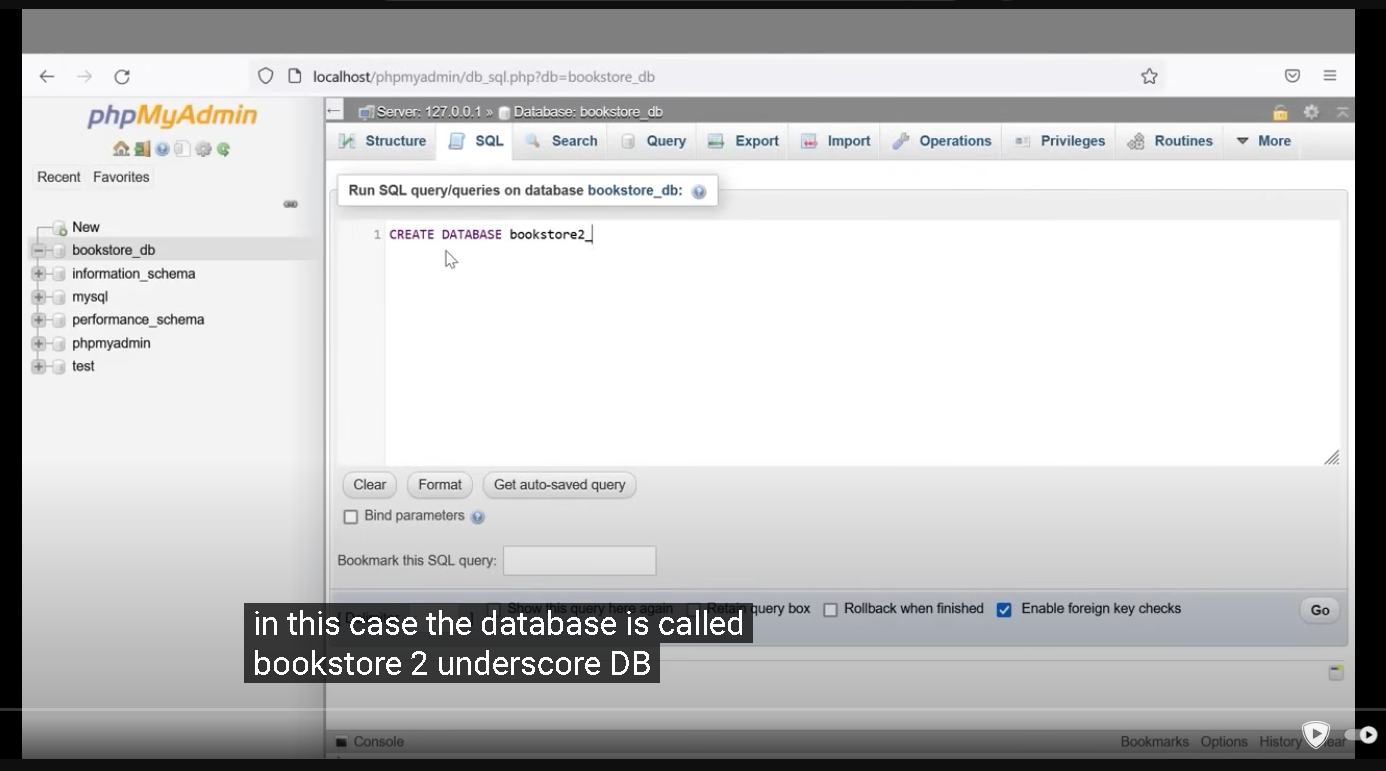 localhost/phpmyadmin/db_sql.php?db=bookstore_db
phpMyAdmin
Recent Favorites
New
bookstore_db
information_schema
mysql
performance_schema
phpmyadmin
test
Server: 127.0.0.1 » Database: bookstore_db
Structure SQL Search Query Export Import Operations Privileges Routines More
Run SQL query/queries on database bookstore_db:
1 CREATE DATABASE bookstore2_
Clear Format Get auto-saved query
Bind parameters
Bookmark this SQL query:
Show this query here again Retain query box Rollback when finished Enable foreign key checks Go
in this case the database is called
bookstore 2 underscore DB
Console Bookmarks Options History